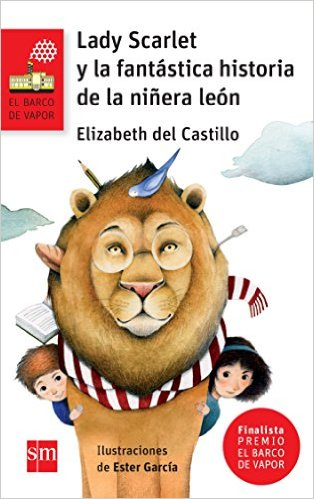 Lady Scarlet
y la fantástica historia
de la niñera león
Elizabeth del Castillo
EL BARCO
DE VAPOR
Ilustraciones
de Ester García
Finalista
PREMIO
EL BARCO
DE VAPOR
sm